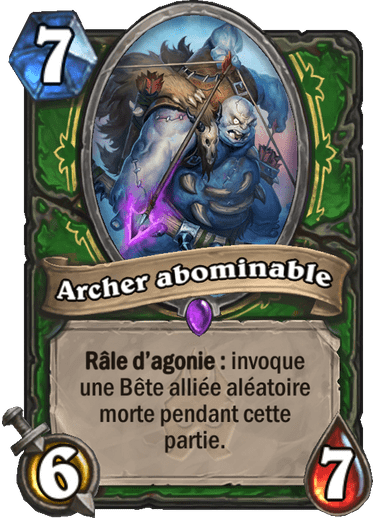 7
Archer abominable
Râle d’agonie : invoque
une Bête alliée aléatoire
morte pendant cette
partie.
6
7